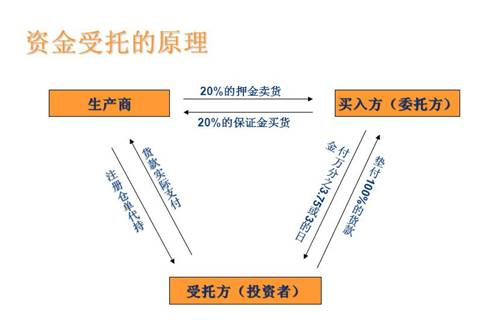 资金受托的原理
20%的押金卖货
生产商
买入方（委托方）
20%的保证金买货
货款实际支付
注册仓单代持
付万分之3.75或3的日
金
垫付100%的货款
受托方（投资者）